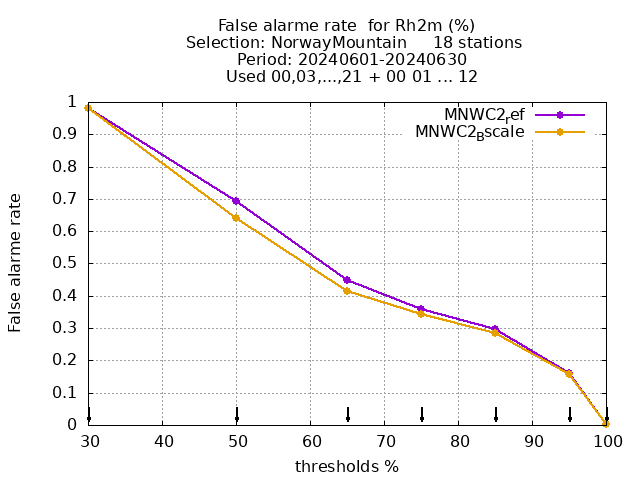 False alarme rate  for Rh2m (%)
Selection: NorwayMountain     18 stations
Period: 20240601-20240630
Used 00,03,...,21 + 00 01 ... 12
MNWC2ref
MNWC2Bscale
1
0.9
0.8
0.7
0.6
0.5
0.4
0.3
0.2
0.1
0
False alarme rate
30 40 50 60 70 80 90 100
thresholds %